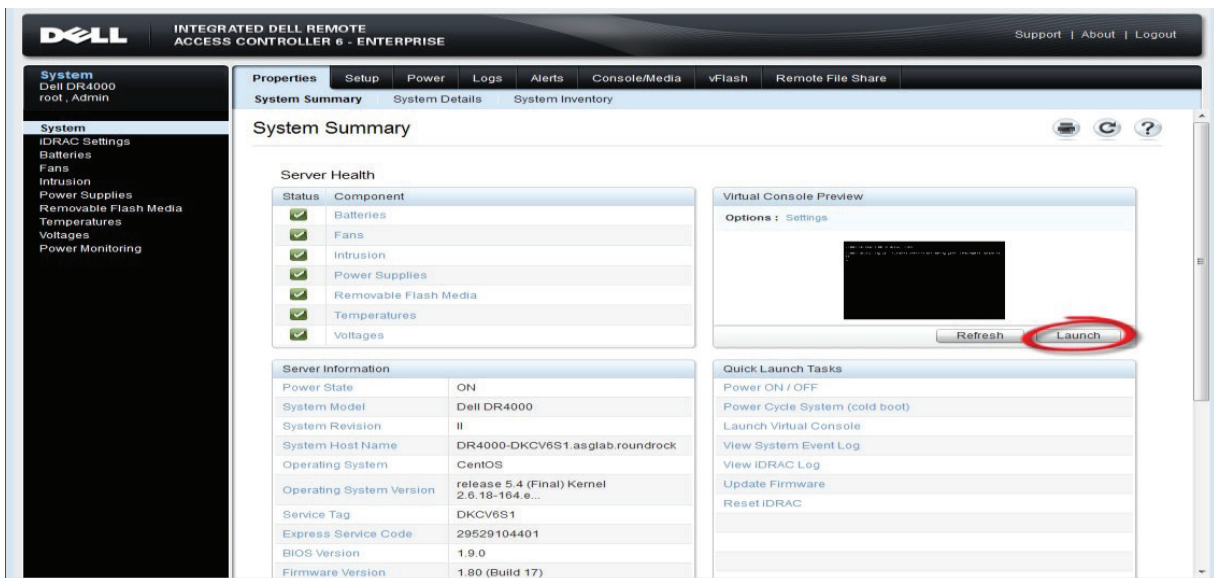 DELL
INTEGRATED DELL REMOTE
ACCESS CONTROLLER 6 - ENTERPRISE
Support | About | Logout
System
Dell DR4000
root , Admin
System
iDRAC Settings
Batteries
Fans
Intrusion
Power Supplies
Removable Flash Media
Temperatures
Voltages
Power Monitoring
Properties Setup Power Logs Alerts Console/Media vFlash Remote File Share
System Summary System Details System Inventory
System Summary
Server Health
Status Component
Batteries
Fans
Intrusion
Power Supplies
Removable Flash Media
Temperatures
Voltages
Virtual Console Preview
Options : Settings
Refresh Launch
Server Information
Power State ON
System Model Dell DR4000
System Revision II
System Host Name DR4000-DKCV6S1.asglab.roundrock
Operating System CentOS
Operating System Version release 5.4 (Final) Kernel
2.6.18-164.e...
Service Tag DKCV6S1
Express Service Code 29529104401
BIOS Version 1.9.0
Firmware Version 1.80 (Build 17)
Quick Launch Tasks
Power ON / OFF
Power Cycle System (cold boot)
Launch Virtual Console
View System Event Log
View iDRAC Log
Update Firmware
Reset iDRAC